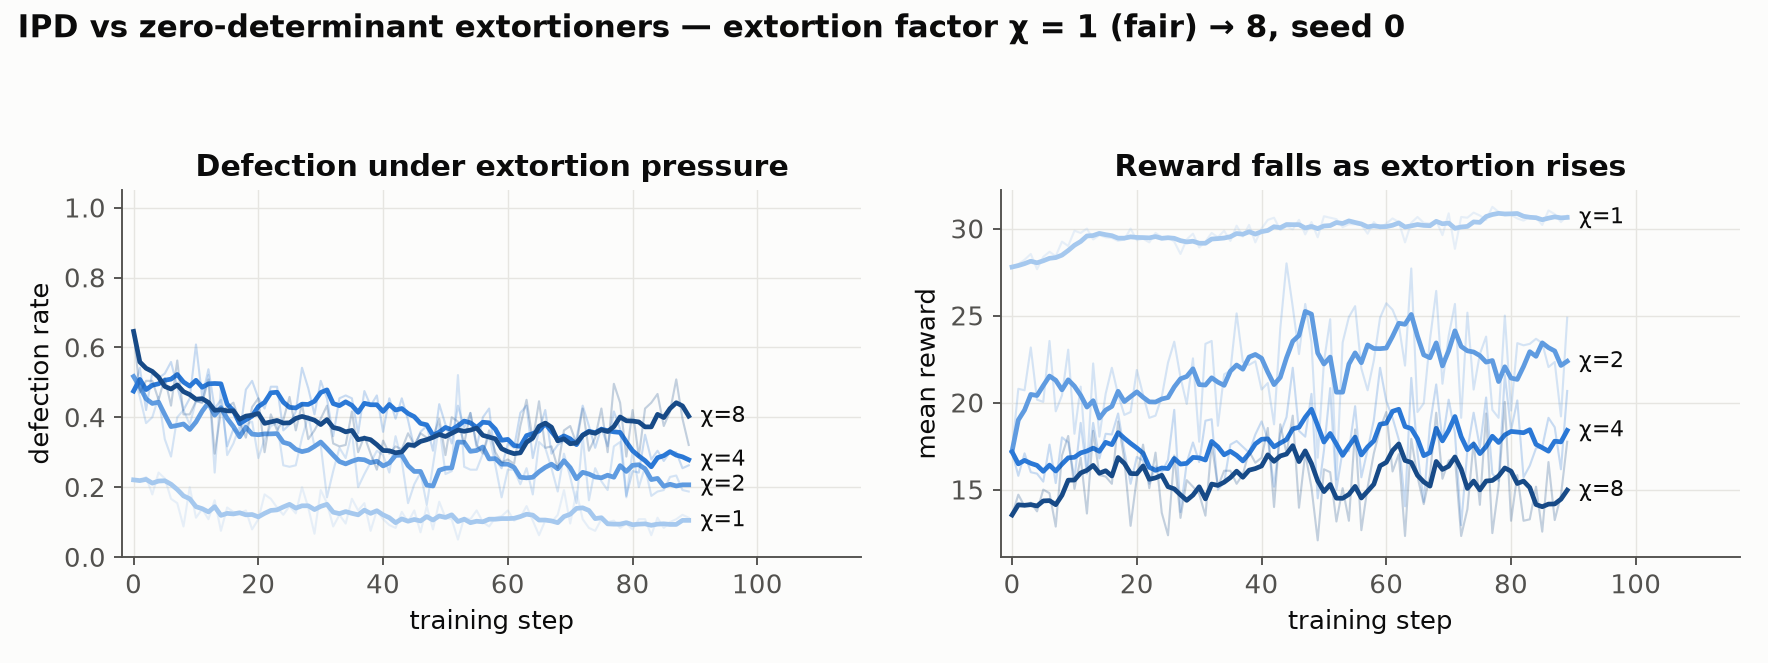 IPD vs zero-determinant extortioners — extortion factor χ = 1 (fair) → 8, seed 0
Defection under extortion pressure
defection rate
1.0
0.8
0.6
0.4
0.2
0.0
χ=8
χ=4
χ=2
χ=1
0 20 40 60 80 100
training step
Reward falls as extortion rises
mean reward
30
25
20
15
χ=1
χ=2
χ=4
χ=8
0 20 40 60 80 100
training step